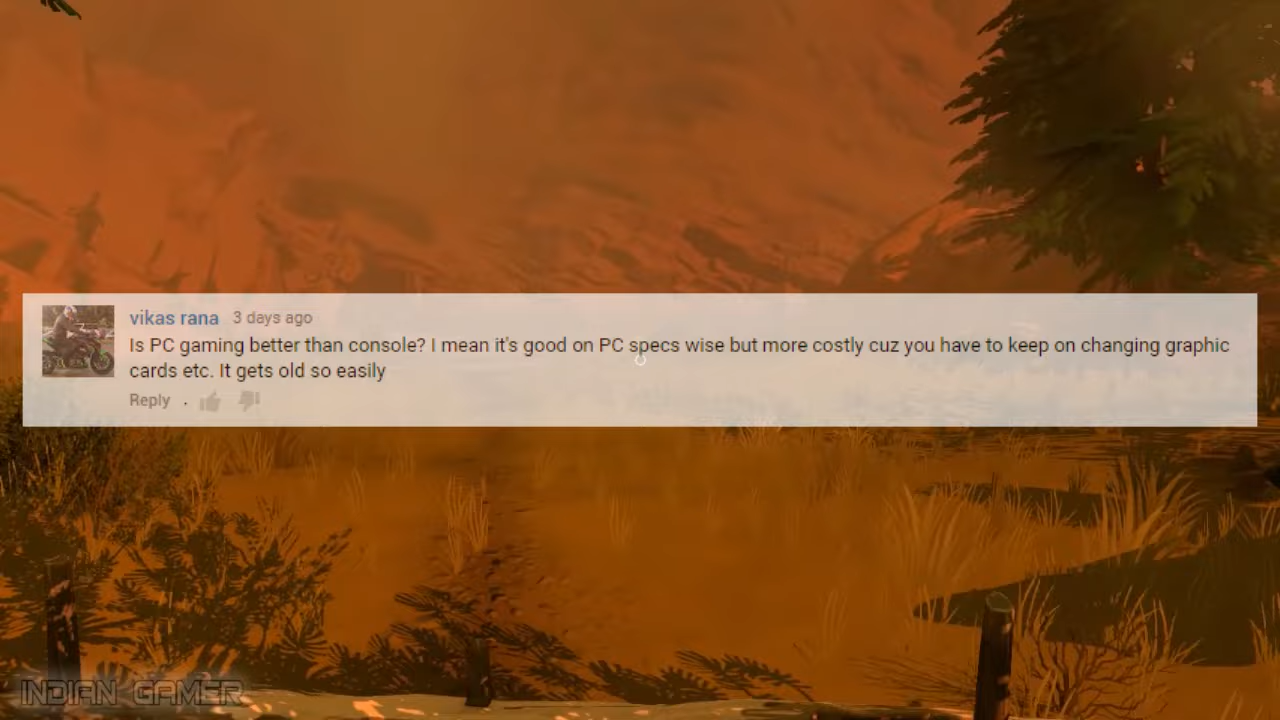 vikas rana 3 days ago
Is PC gaming better than console? I mean it's good on PC specs wise but more costly cuz you have to keep on changing graphic
cards etc. It gets old so easily
Reply .
INDIAN GAMER